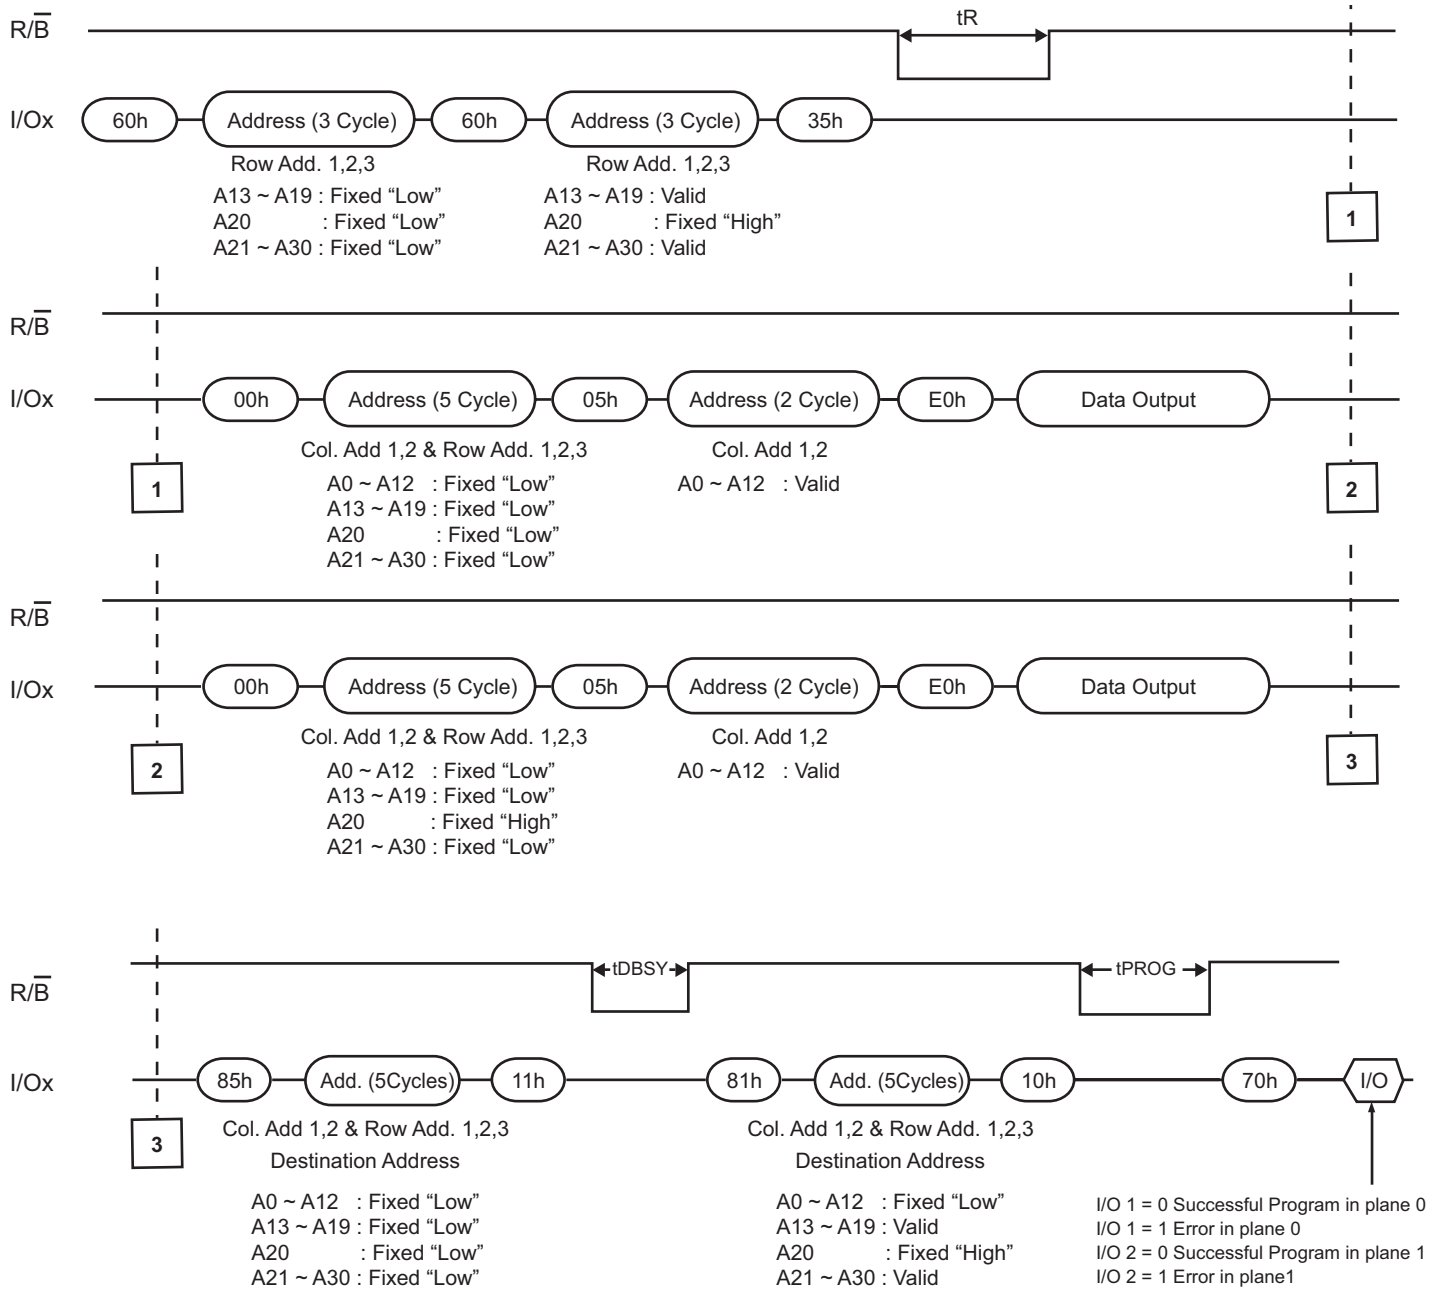 R/B tR
I/Ox 60h Address (3 Cycle) 60h Address (3 Cycle) 35h
Row Add. 1,2,3 Row Add. 1,2,3
A13 ~ A19 : Fixed “Low” A13 ~ A19 : Valid
A20 : Fixed “Low” A20 : Fixed “High”
A21 ~ A30 : Fixed “Low” A21 ~ A30 : Valid
1
R/B
I/Ox 00h Address (5 Cycle) 05h Address (2 Cycle) E0h Data Output
Col. Add 1,2 & Row Add. 1,2,3 Col. Add 1,2
A0 ~ A12 : Fixed “Low” A0 ~ A12 : Valid
A13 ~ A19 : Fixed “Low”
A20 : Fixed “Low”
A21 ~ A30 : Fixed “Low”
1 2
R/B
I/Ox 00h Address (5 Cycle) 05h Address (2 Cycle) E0h Data Output
Col. Add 1,2 & Row Add. 1,2,3 Col. Add 1,2
A0 ~ A12 : Fixed “Low” A0 ~ A12 : Valid
A13 ~ A19 : Fixed “Low”
A20 : Fixed “High”
A21 ~ A30 : Fixed “Low”
2 3
R/B tDBSY tPROG
I/Ox 85h Add. (5Cycles) 11h 81h Add. (5Cycles) 10h 70h I/O
3
Col. Add 1,2 & Row Add. 1,2,3 Col. Add 1,2 & Row Add. 1,2,3
Destination Address Destination Address
A0 ~ A12 : Fixed “Low” A0 ~ A12 : Fixed “Low” I/O 1 = 0 Successful Program in plane 0
A13 ~ A19 : Fixed “Low” A13 ~ A19 : Valid I/O 1 = 1 Error in plane 0
A20 : Fixed “Low” A20 : Fixed “High” I/O 2 = 0 Successful Program in plane 1
A21 ~ A30 : Fixed “Low” A21 ~ A30 : Valid I/O 2 = 1 Error in plane1